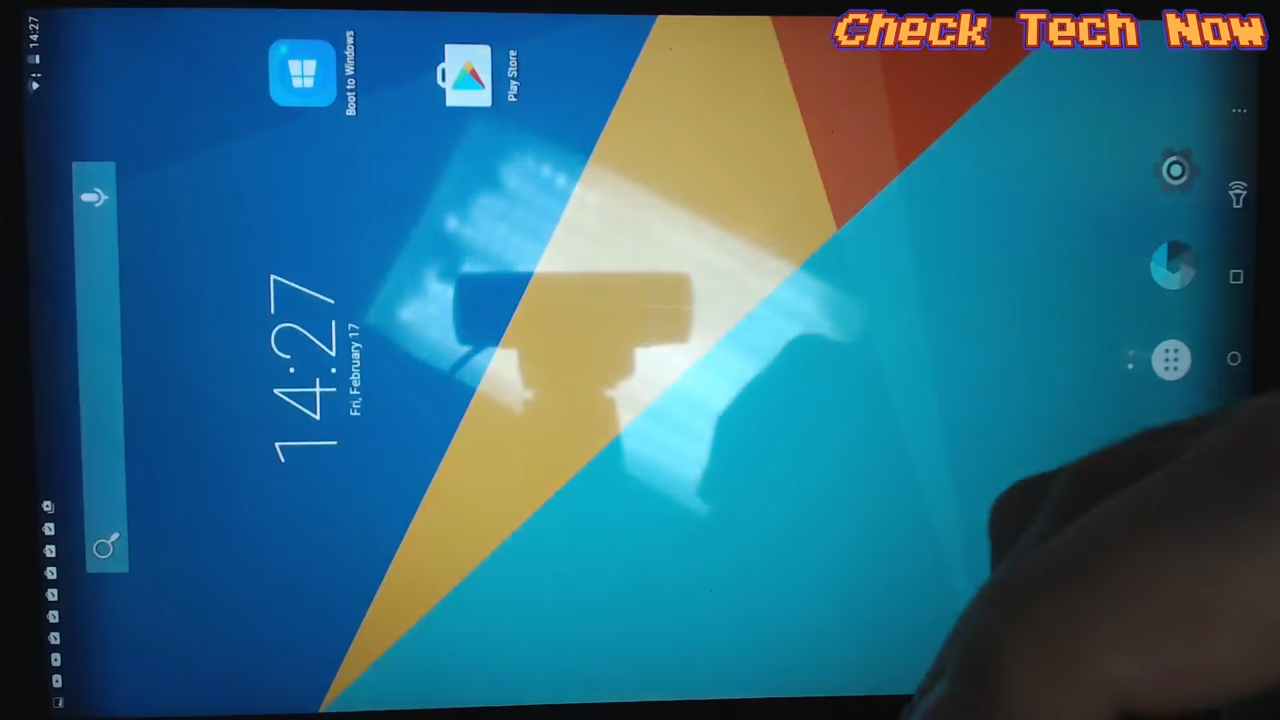 Check Tech Now
14:27
Boot to Windows
Play Store
14:27
Fri, February 17